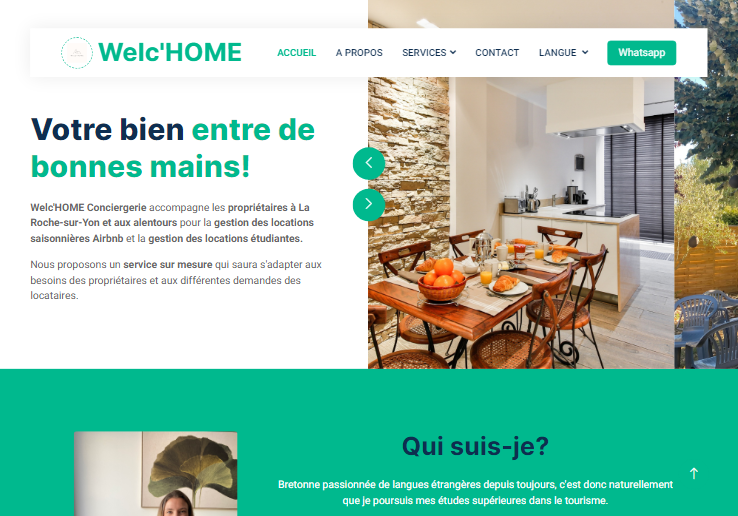 Welc'HOME
ACCUEIL
A PROPOS
SERVICES
CONTACT
LANGUE
Whatsapp
Votre bien entre de
bonnes mains!
Welc'HOME Conciergerie accompagne les propriétaires à La
Roche-sur-Yon et aux alentours pour la gestion des locations
saisonnières Airbnb et la gestion des locations étudiantes.
Nous proposons un service sur mesure qui saura s'adapter aux
besoins des propriétaires et aux différentes demandes des
locataires.
Qui suis-je?
Bretonne passionnée de langues étrangères depuis toujours, c'est donc naturellement
que je poursuis mes études supérieures dans le tourisme.